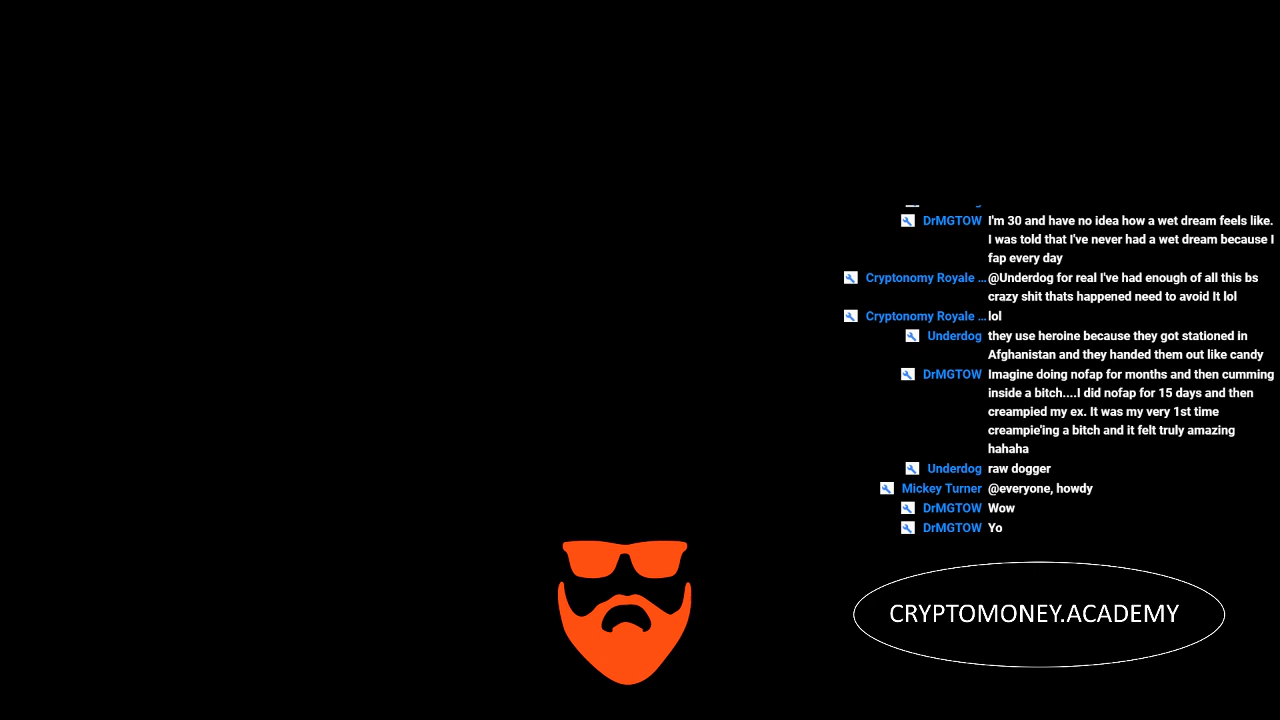 DrMGTOW I'm 30 and have no idea how a wet dream feels like.
I was told that I've never had a wet dream because I
fap every day
Cryptonomy Royale ... @Underdog for real I've had enough of all this bs
crazy shit thats happened need to avoid It lol
Cryptonomy Royale ... lol
Underdog they use heroine because they got stationed in
Afghanistan and they handed them out like candy
DrMGTOW Imagine doing nofap for months and then cumming
inside a bitch....I did nofap for 15 days and then
creampied my ex. It was my very 1st time
creampie'ing a bitch and it felt truly amazing
hahaha
Underdog raw dogger
Mickey Turner @everyone, howdy
DrMGTOW Wow
DrMGTOW Yo
CRYPTOMONEY.ACADEMY